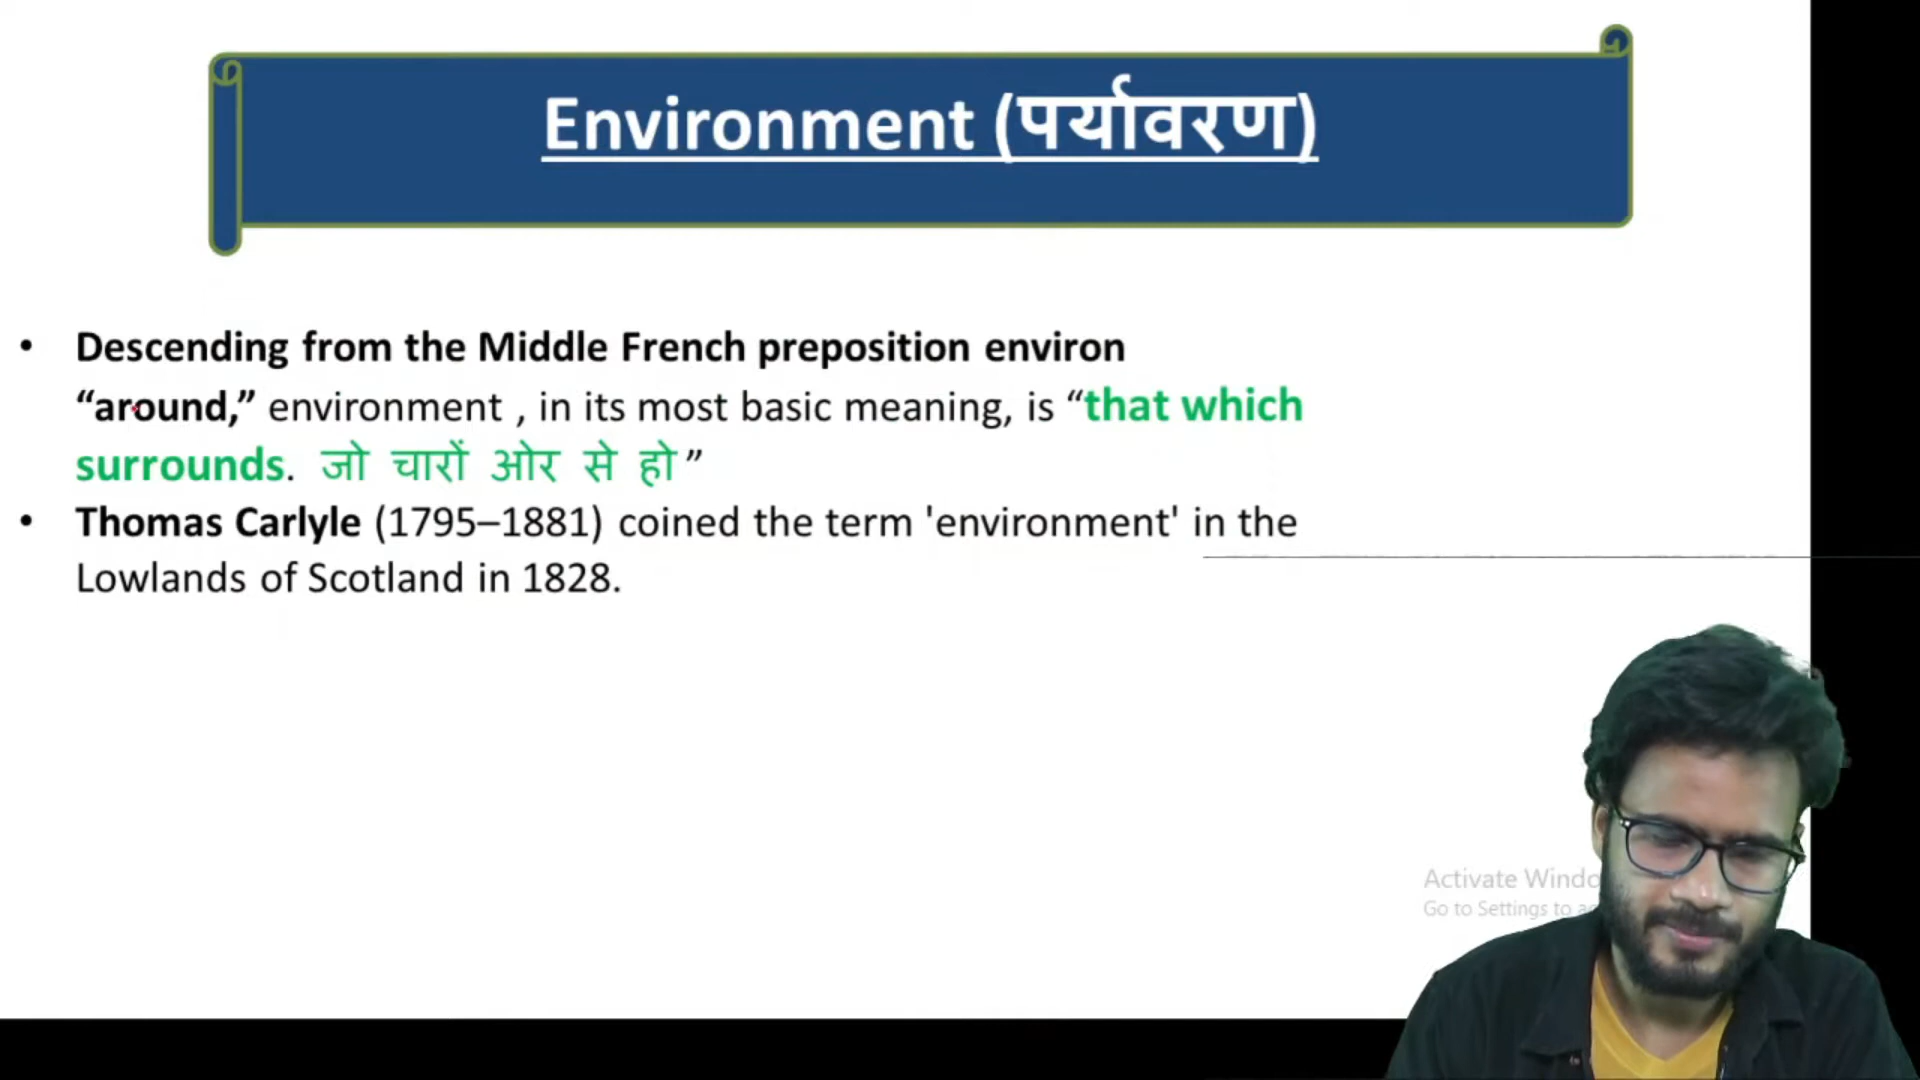 Environment (पर्यावरण)
• Descending from the Middle French preposition environ
“around,” environment , in its most basic meaning, is “that which
surrounds. जो चारों ओर से हो ”
• Thomas Carlyle (1795–1881) coined the term 'environment' in the
Lowlands of Scotland in 1828.
Activate
Go to Settings to